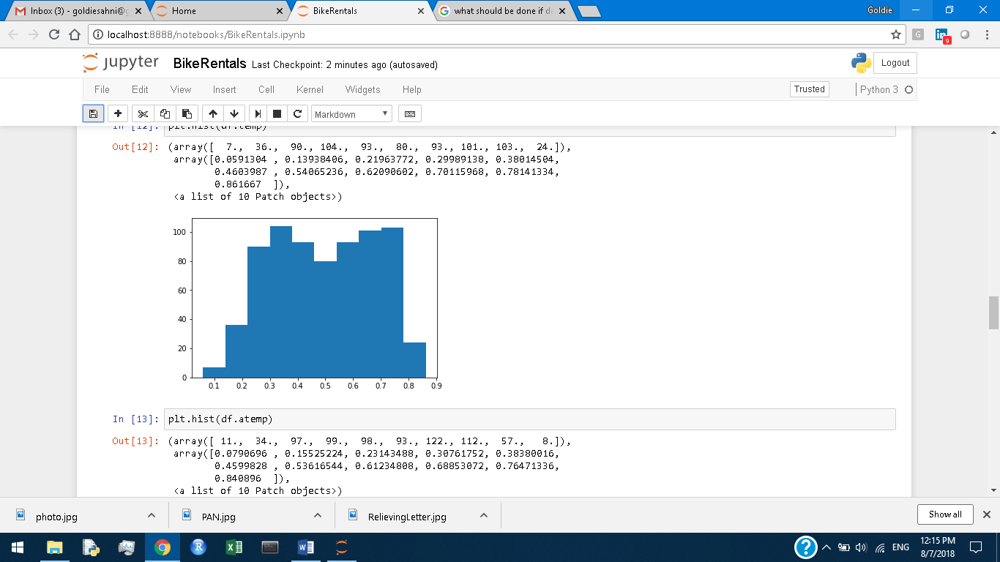 Inbox (3) - goldiesahni@g
Home
BikeRentals
what should be done if d
Goldie
localhost:8888/notebooks/BikeRentals.ipynb
G
in
9
jupyter BikeRentals Last Checkpoint: 2 minutes ago (autosaved)
Logout
File Edit View Insert Cell Kernel Widgets Help
Trusted
Python 3
Markdown
In [12]: plt.hist(df.temp)
Out[12]: (array([ 7., 36., 90., 104., 93., 80., 93., 101., 103., 24.]),
array([0.0591304 , 0.13938406, 0.21963772, 0.29989138, 0.38014504,
0.4603987 , 0.54065236, 0.62090602, 0.70115968, 0.78141334,
0.861667 ]),
<a list of 10 Patch objects>)
100
80
60
40
20
0
0.1 0.2 0.3 0.4 0.5 0.6 0.7 0.8 0.9
In [13]: plt.hist(df.atemp)
Out[13]: (array([ 11., 34., 97., 99., 98., 93., 122., 112., 57., 8.]),
array([0.0790696 , 0.15525224, 0.23143488, 0.30761752, 0.38380016,
0.4599828 , 0.53616544, 0.61234808, 0.68853072, 0.76471336,
0.840896 ]),
<a list of 10 Patch objects>)
photo.jpg
PAN.jpg
RelievingLetter.jpg
Show all
R
?
ENG
12:15 PM
8/7/2018